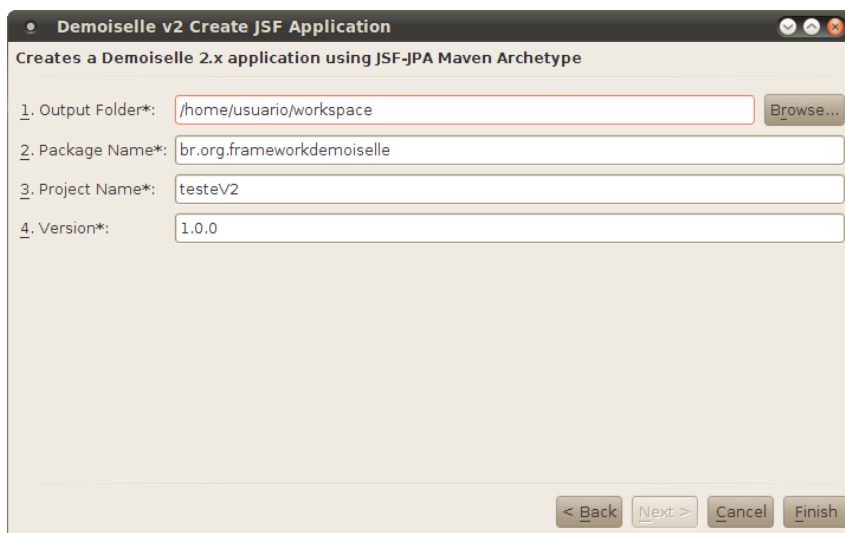 Demoiselle v2 Create JSF Application
Creates a Demoiselle 2.x application using JSF-JPA Maven Archetype
1. Output Folder*: /home/usuario/workspace Browse...
2. Package Name*: br.org.frameworkdemoiselle
3. Project Name*: testeV2
4. Version*: 1.0.0
< Back Next > Cancel Finish